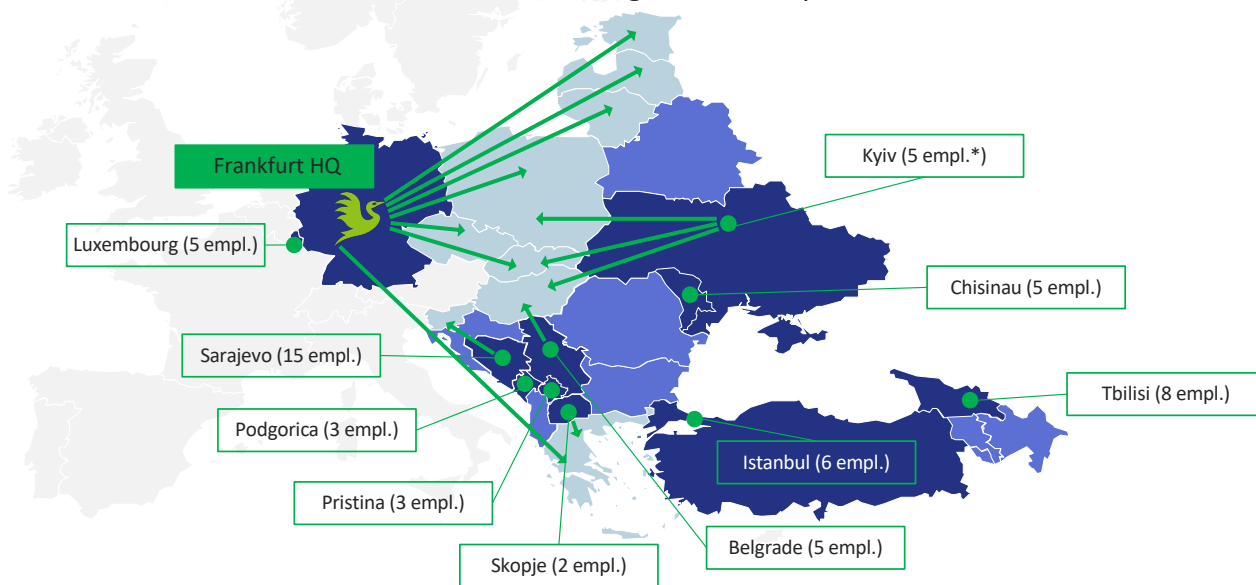 Frankfurt HQ
Kyiv (5 empl.*)
Luxembourg (5 empl.)
Chisinau (5 empl.)
Sarajevo (15 empl.)
Tbilisi (8 empl.)
Podgorica (3 empl.)
Istanbul (6 empl.)
Pristina (3 empl.)
Belgrade (5 empl.)
Skopje (2 empl.)